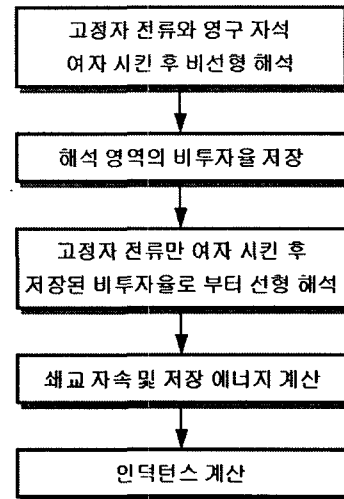 고정자 전류와 영구 자석
여자 시킨 후 비선형 해석
해석 영역의 비투자율 저장
고정자 전류만 여자 시킨 후
저장된 비투자율로 부터 선형 해석
쇄교 자속 및 저장 에너지 계산
인덕턴스 계산